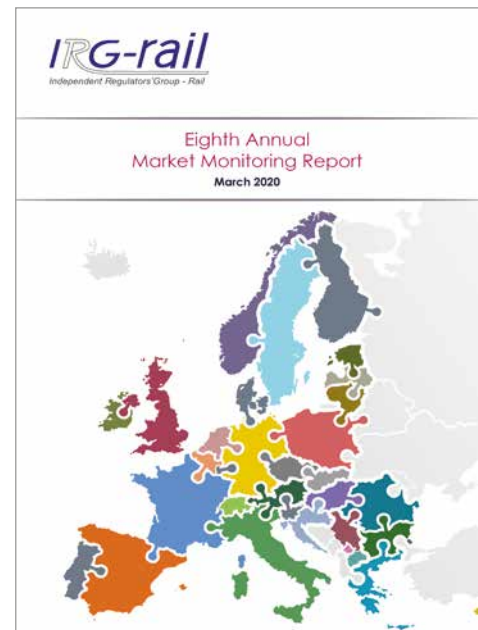 IRG-rail
Independent Regulators' Group - Rail
Eighth Annual
Market Monitoring Report
March 2020